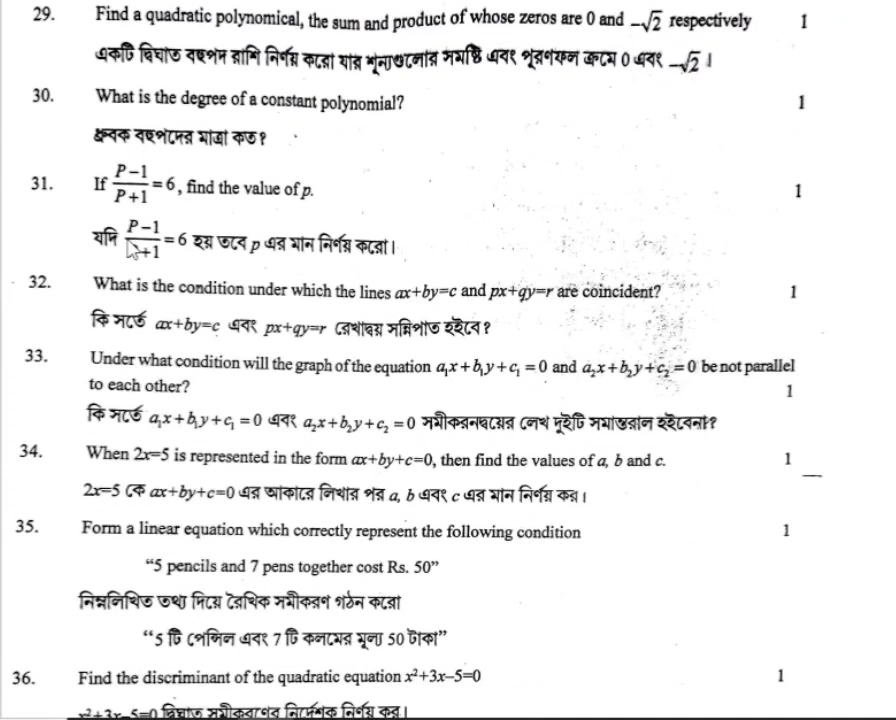 29. Find a quadratic polynomical, the sum and product of whose zeros are 0 and −√2 respectively 1
একটি দ্বিঘাত বহুপদ রাশি নির্ণয় করো যার শূন্যগুলোর সমষ্টি এবং পূরণফল ক্রমে 0 এবং −√2 ।
30. What is the degree of a constant polynomial? 1
ধ্রুবক বহুপদের মাত্রা কত?
31. If (P−1)/(P+1) = 6, find the value of p. 1
যদি (P−1)/( +1) = 6 হয় তবে p এর মান নির্ণয় করো।
32. What is the condition under which the lines ax+by=c and px+qy=r are coincident? 1
কি সর্তে ax+by=c এবং px+qy=r রেখাদ্বয় সন্নিপাত হইবে?
33. Under what condition will the graph of the equation a₁x + b₁y + c₁ = 0 and a₂x + b₂y + c₂ = 0 be not parallel
to each other? 1
কি সর্তে a₁x + b₁y + c₁ = 0 এবং a₂x + b₂y + c₂ = 0 সমীকরনদ্বয়ের লেখ দুইটি সমান্তরাল হইবেনা?
34. When 2x=5 is represented in the form ax+by+c=0, then find the values of a, b and c. 1
2x=5 কে ax+by+c=0 এর আকারে লিখার পর a, b এবং c এর মান নির্ণয় কর।
35. Form a linear equation which correctly represent the following condition 1
“5 pencils and 7 pens together cost Rs. 50”
নিম্নলিখিত তথ্য দিয়ে রৈখিক সমীকরণ গঠন করো
“5 টি পেন্সিল এবং 7 টি কলমের মূল্য 50 টাকা”
36. Find the discriminant of the quadratic equation x²+3x–5=0 1
x²+3x–5=0 দ্বিঘাত সমীকরণের নির্দেশক নির্ণয় কর।